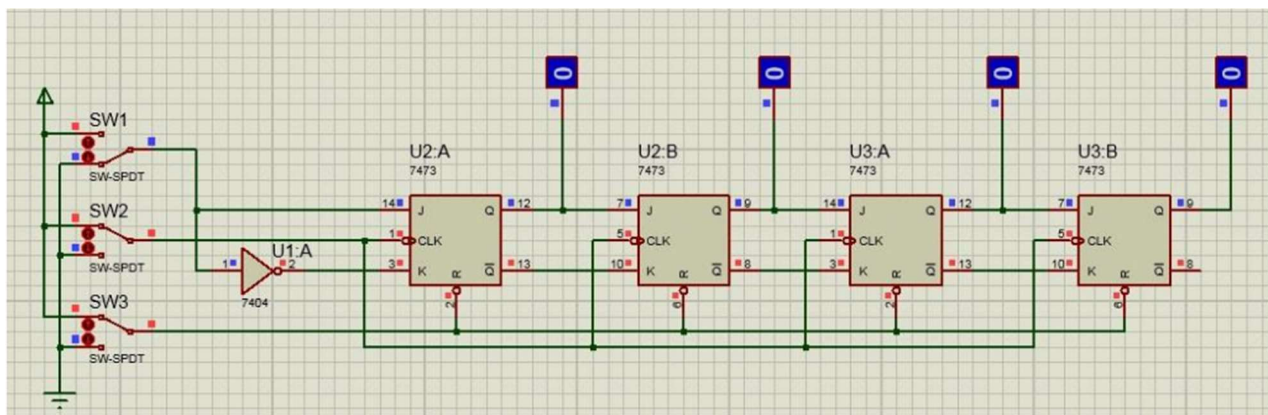 0 0 0 0
SW1
SW-SPDT
SW2
SW-SPDT
SW3
SW-SPDT
U1:A
1 2
7404
U2:A
7473
14 J Q 12
1 CLK
3 K Q 13
R
2
U2:B
7473
7 J Q 9
5 CLK
10 K Q 8
R
6
U3:A
7473
14 J Q 12
1 CLK
3 K Q 13
R
2
U3:B
7473
7 J Q 9
5 CLK
10 K Q 8
R
6